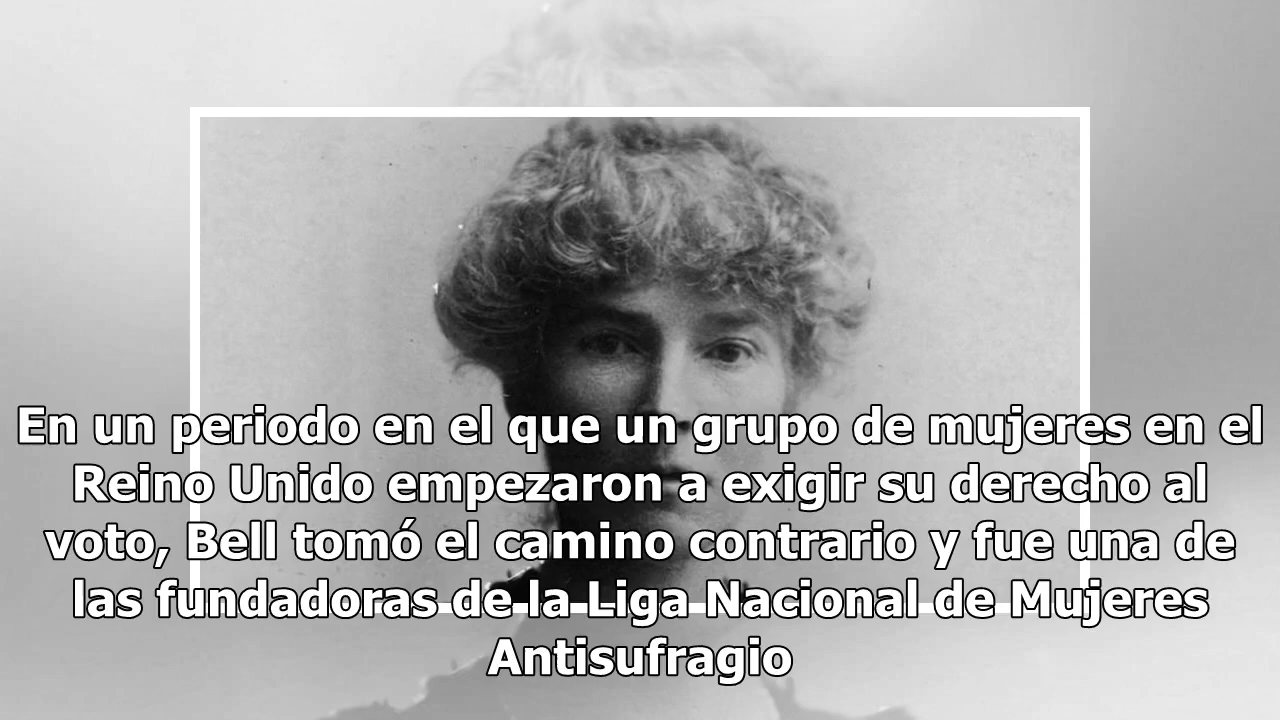 En un periodo en el que un grupo de mujeres en el
Reino Unido empezaron a exigir su derecho al
voto, Bell tomó el camino contrario y fue una de
las fundadoras de la Liga Nacional de Mujeres
Antisufragio